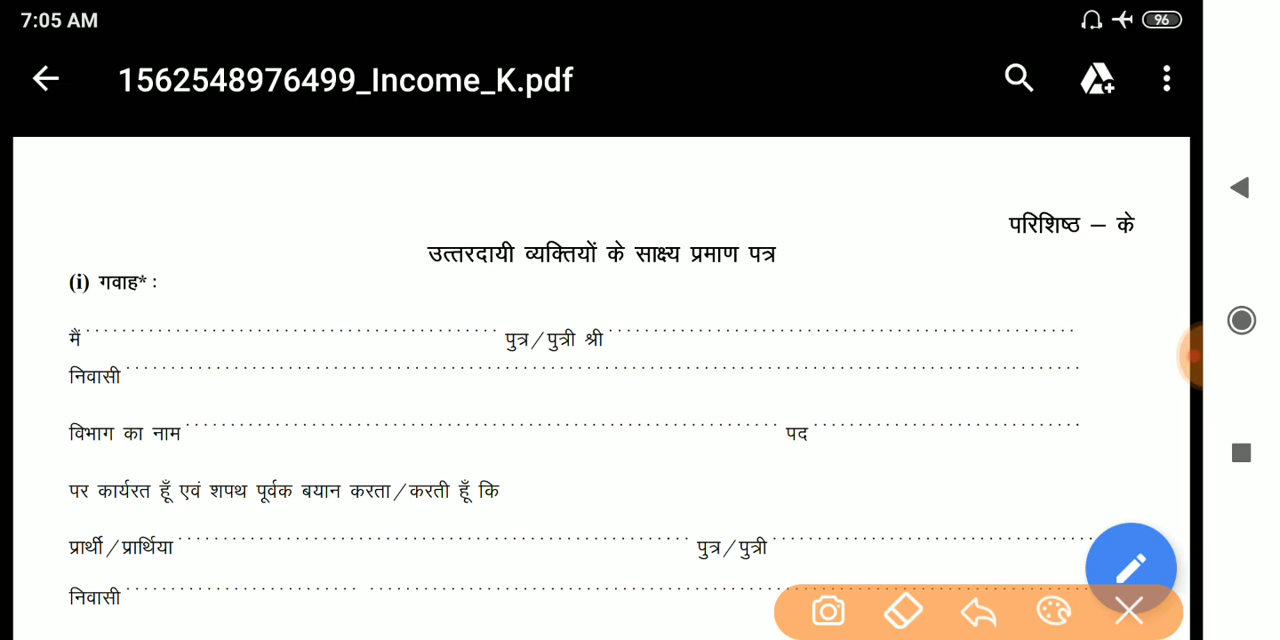 7:05 AM
96
1562548976499_Income_K.pdf
परिशिष्ठ – के
उत्तरदायी व्यक्तियों के साक्ष्य प्रमाण पत्र
(i) गवाह* :
मैं .......... पुत्र/पुत्री श्री ..........
निवासी ..........
विभाग का नाम .......... पद ..........
पर कार्यरत हूँ एवं शपथ पूर्वक बयान करता/करती हूँ कि
प्रार्थी/प्रार्थिया .......... पुत्र/पुत्री ..........
निवासी ..........